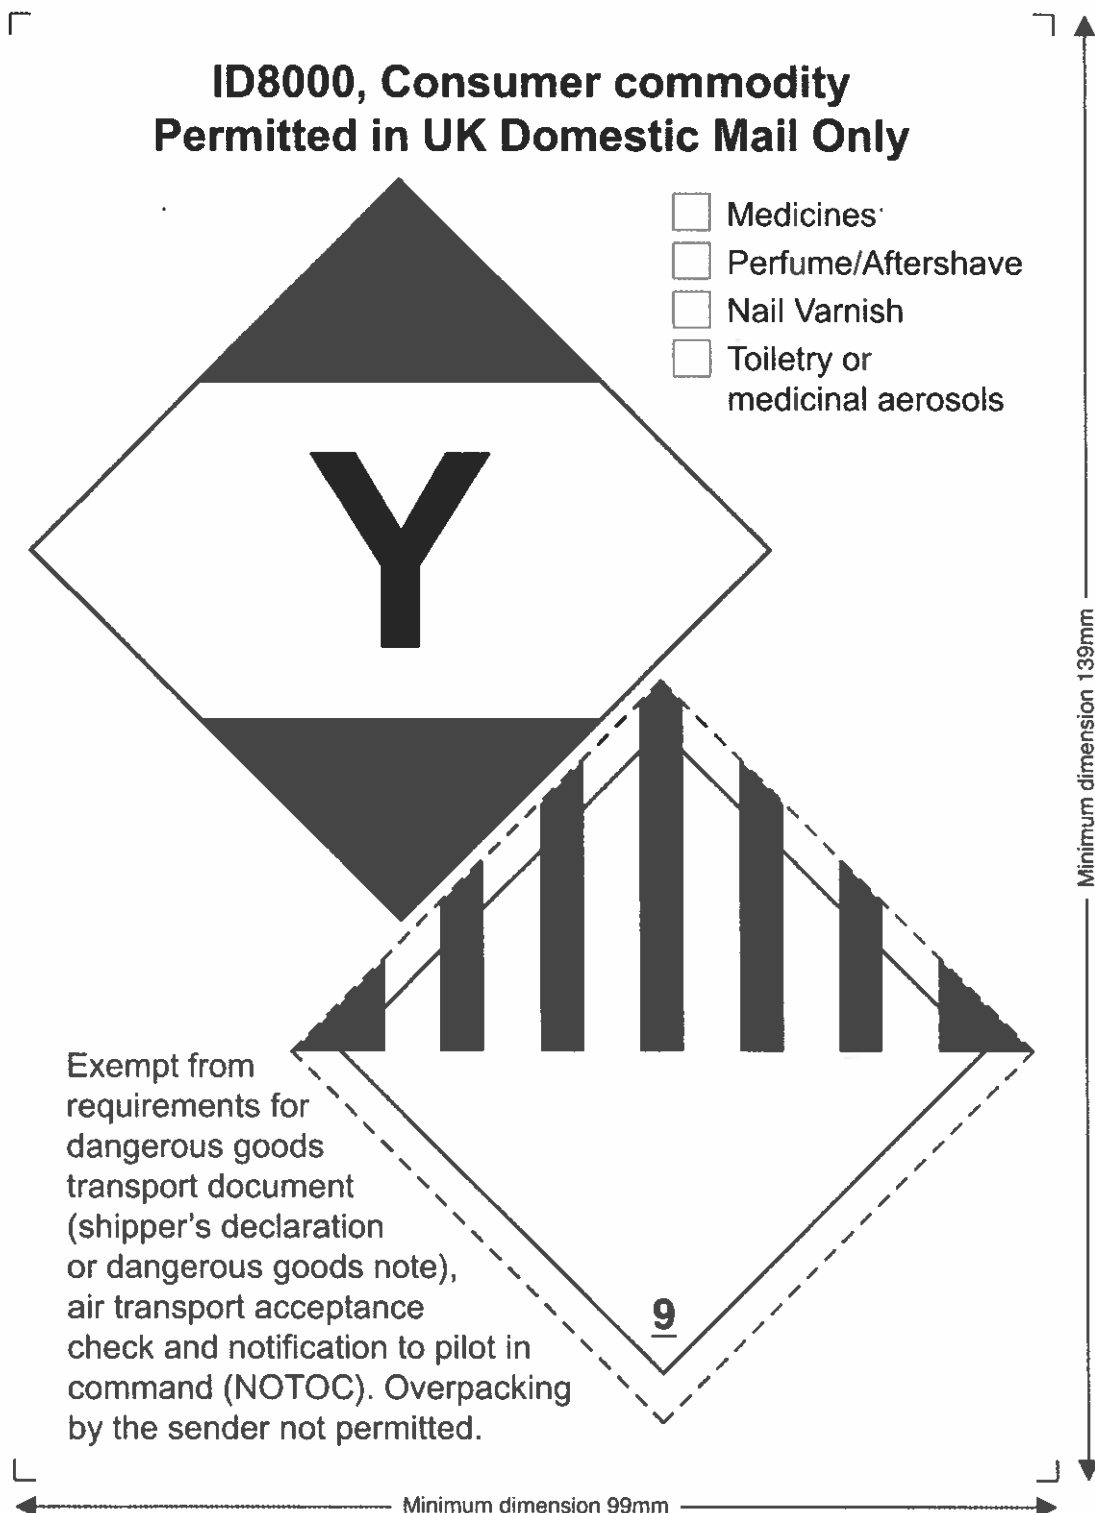 ID8000, Consumer commodity
Permitted in UK Domestic Mail Only
Medicines
Perfume/Aftershave
Nail Varnish
Toiletry or
medicinal aerosols
Y
Minimum dimension 139mm
9
Exempt from
requirements for
dangerous goods
transport document
(shipper's declaration
or dangerous goods note),
air transport acceptance
check and notification to pilot in
command (NOTOC). Overpacking
by the sender not permitted.
Minimum dimension 99mm